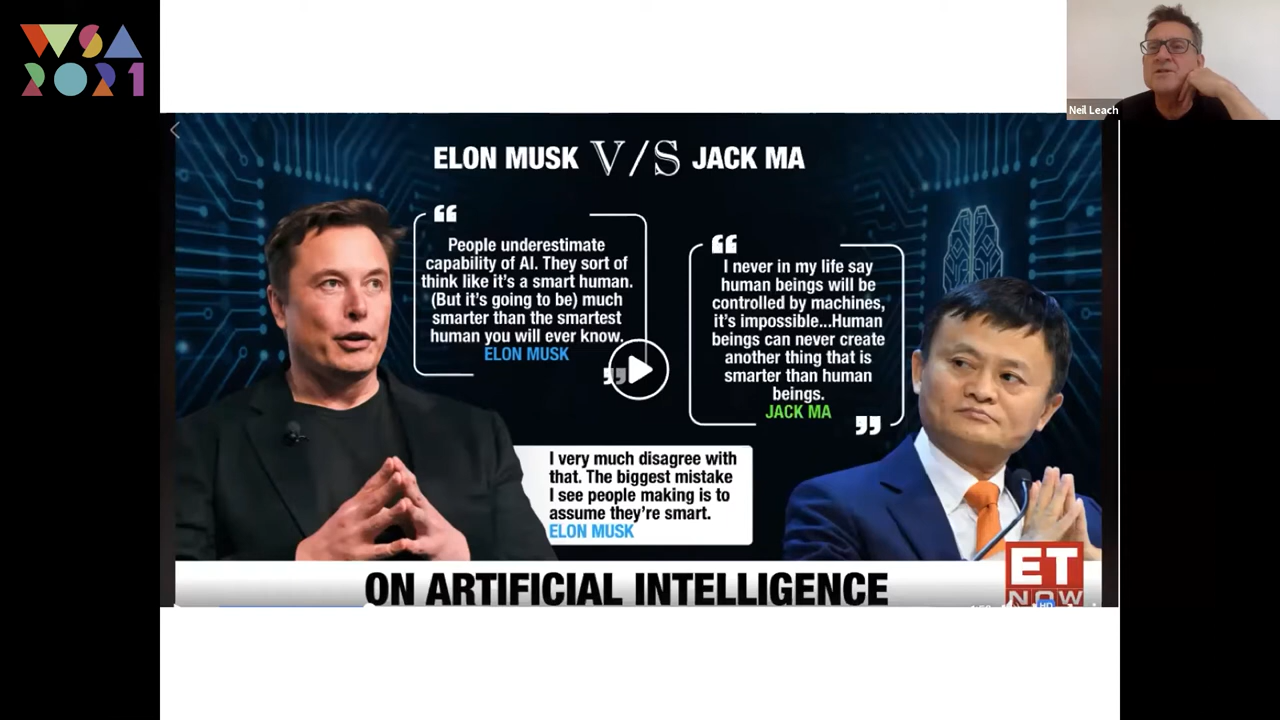 WSA
2021
Neil Leach
ELON MUSK V/S JACK MA
“
People underestimate
capability of AI. They sort of
think like it's a smart human.
(But it's going to be) much
smarter than the smartest
human you will ever know.
ELON MUSK
”
“
I never in my life say
human beings will be
controlled by machines,
it's impossible...Human
beings can never create
another thing that is
smarter than human
beings.
JACK MA
”
I very much disagree with
that. The biggest mistake
I see people making is to
assume they're smart.
ELON MUSK
ON ARTIFICIAL INTELLIGENCE
ET
NOW
HD